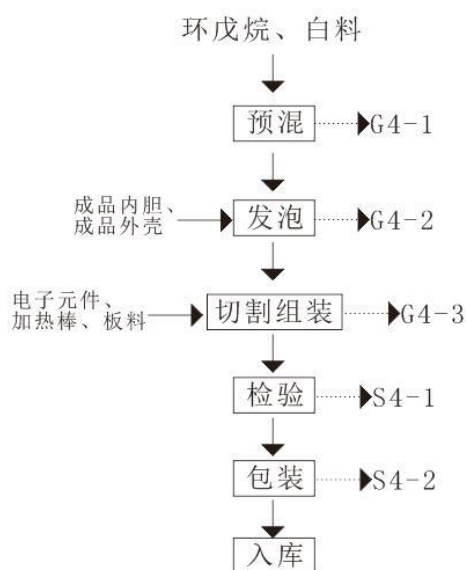 环戊烷、白料
预混
G4-1
成品内胆、
成品外壳
发泡
G4-2
电子元件、
加热棒、板料
切割组装
G4-3
检验
S4-1
包装
S4-2
入库